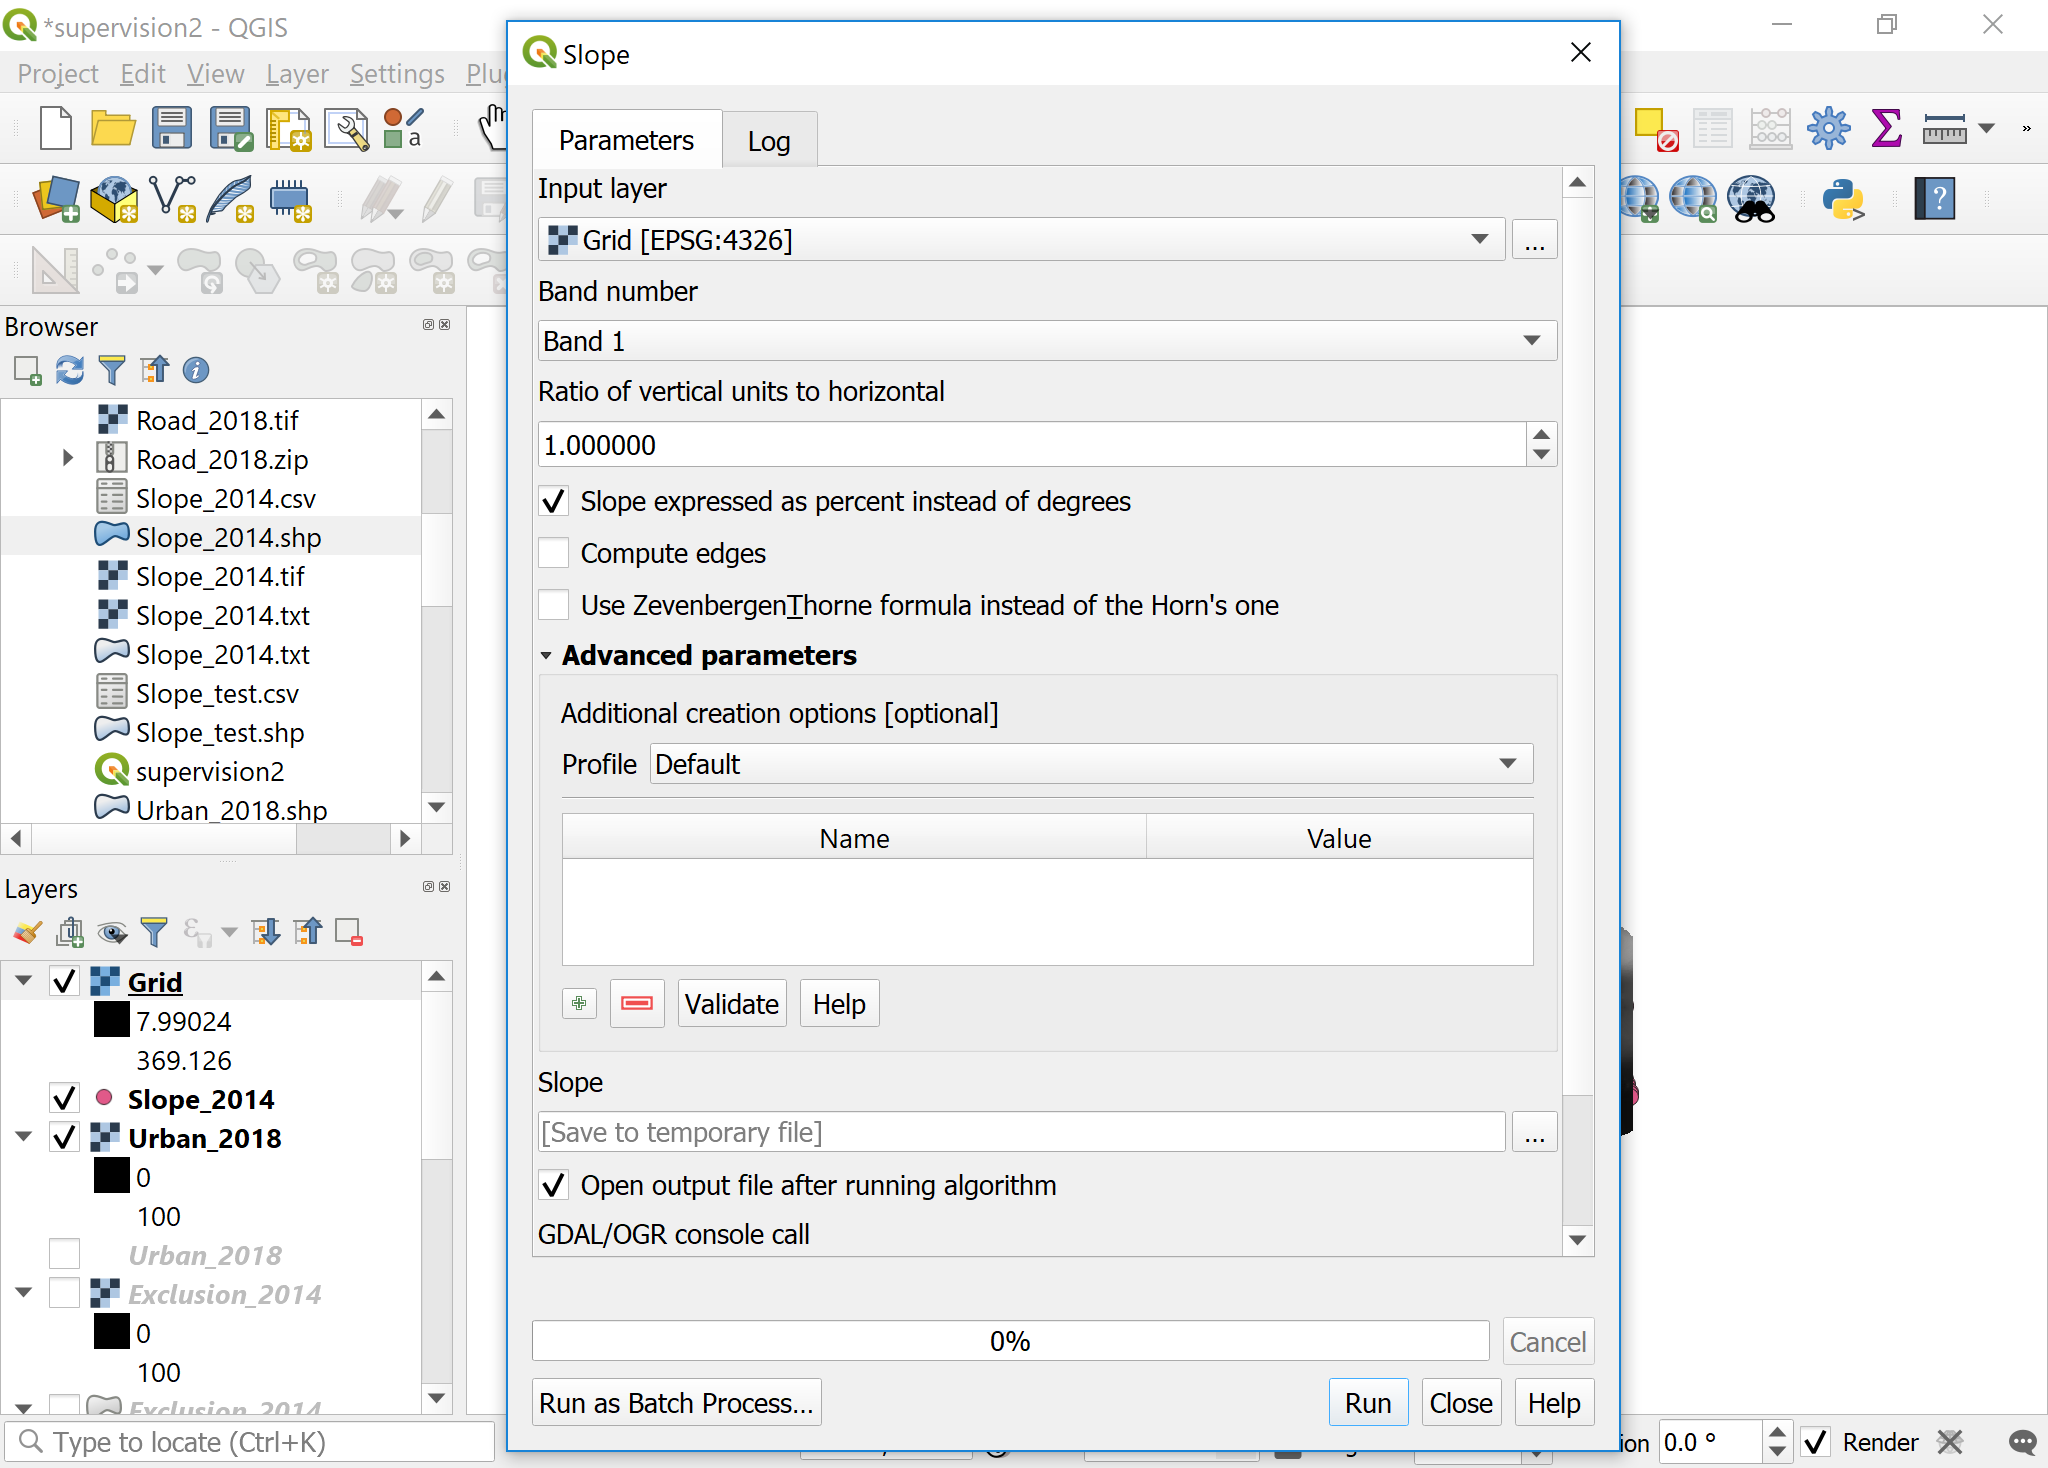 *supervision2 - QGIS
Project Edit View Layer Settings Plu
a
»
Browser
Road_2018.tif
Road_2018.zip
Slope_2014.csv
Slope_2014.shp
Slope_2014.tif
Slope_2014.txt
Slope_2014.txt
Slope_test.csv
Slope_test.shp
supervision2
Urban_2018.shp
Layers
Grid
7.99024
369.126
Slope_2014
Urban_2018
0
100
Urban_2018
Exclusion_2014
0
100
Exclusion_2014
Type to locate (Ctrl+K)
Slope
Parameters Log
Input layer
Grid [EPSG:4326]
...
Band number
Band 1
Ratio of vertical units to horizontal
1.000000
Slope expressed as percent instead of degrees
Compute edges
Use ZevenbergenThorne formula instead of the Horn's one
Advanced parameters
Additional creation options [optional]
Profile Default
Name Value
Validate Help
Slope
[Save to temporary file]
...
Open output file after running algorithm
GDAL/OGR console call
0%
Cancel
Run as Batch Process... Run Close Help
ion 0.0 ° Render